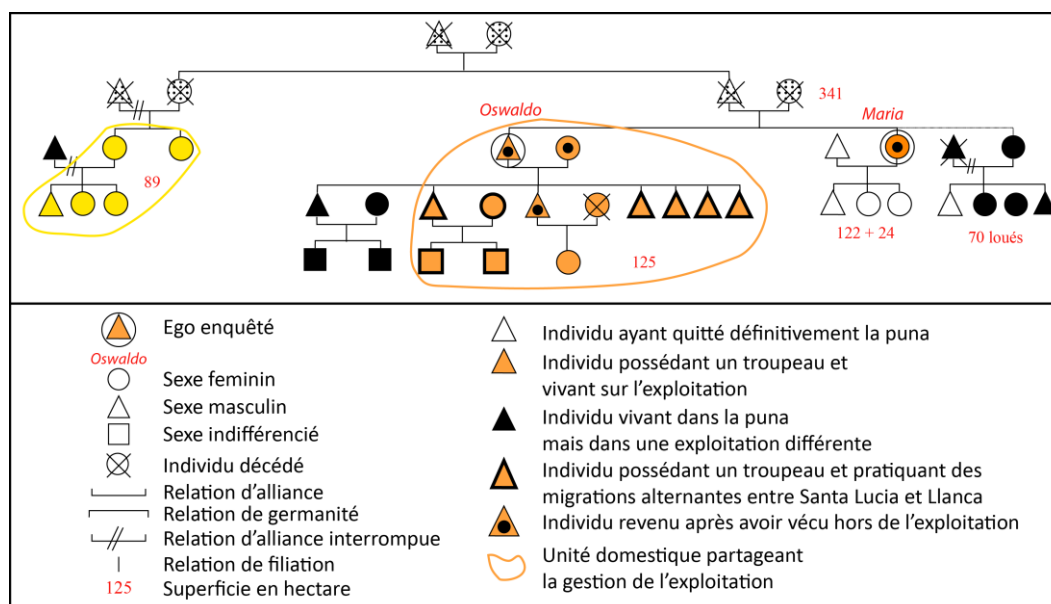 341
Oswaldo
Maria
89
122 + 24
70 loués
125
Ego enquêté
Oswaldo
Sexe feminin
Sexe masculin
Sexe indifférencié
Individu décédé
Relation d’alliance
Relation de germanité
Relation d’alliance interrompue
Relation de filiation
125 Superficie en hectare
Individu ayant quitté définitivement la puna
Individu possédant un troupeau et
vivant sur l’exploitation
Individu vivant dans la puna
mais dans une exploitation différente
Individu possédant un troupeau et pratiquant des
migrations alternantes entre Santa Lucia et Llanca
Individu revenu après avoir vécu hors de l’exploitation
Unité domestique partageant
la gestion de l’exploitation